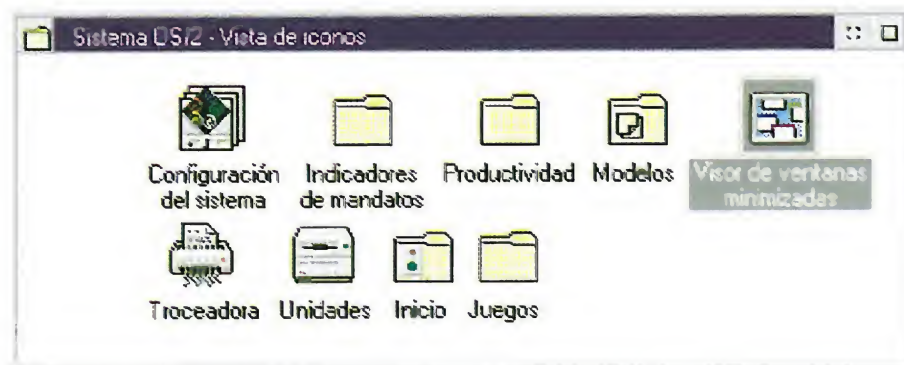 Sistema OS/2 - Vista de iconos
Configuración
del sistema
Indicadores
de mandatos
Productividad
Modelos
Visor de ventanas
minimizadas
Troceadora
Unidades
Inicio
Juegos